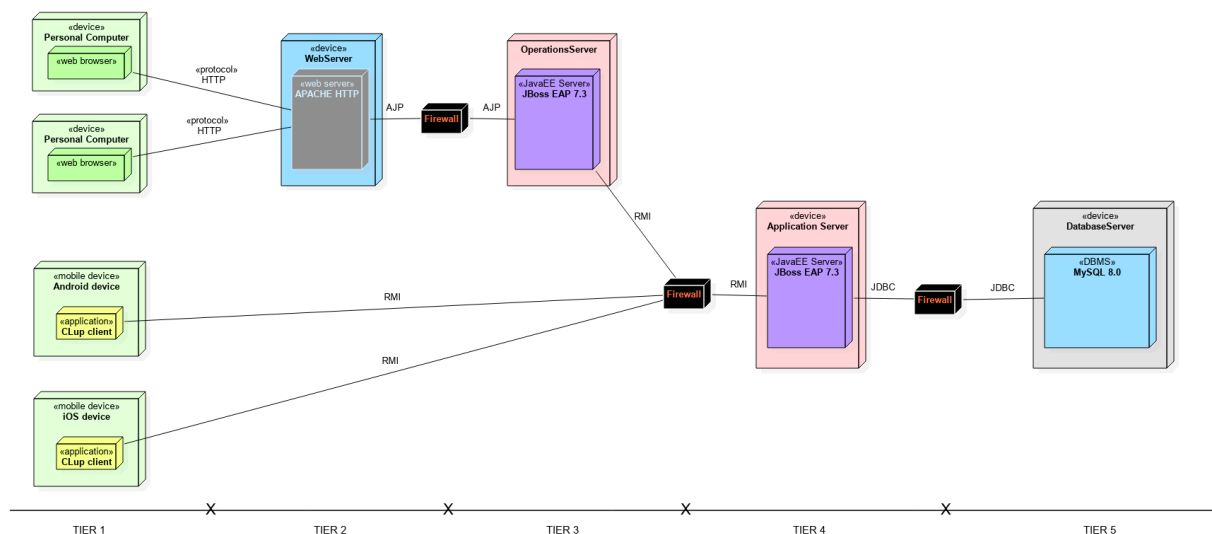 «device»
Personal Computer
«web browser»
«protocol»
HTTP
«device»
Personal Computer
«web browser»
«protocol»
HTTP
«device»
WebServer
«web server»
APACHE HTTP
AJP
Firewall
AJP
OperationsServer
«JavaEE Server»
JBoss EAP 7.3
RMI
«mobile device»
Android device
«application»
CLup client
RMI
«mobile device»
iOS device
«application»
CLup client
RMI
Firewall
RMI
«device»
Application Server
«JavaEE Server»
JBoss EAP 7.3
JDBC
Firewall
JDBC
«device»
DatabaseServer
«DBMS»
MySQL 8.0
X
X
X
X
TIER 1
TIER 2
TIER 3
TIER 4
TIER 5